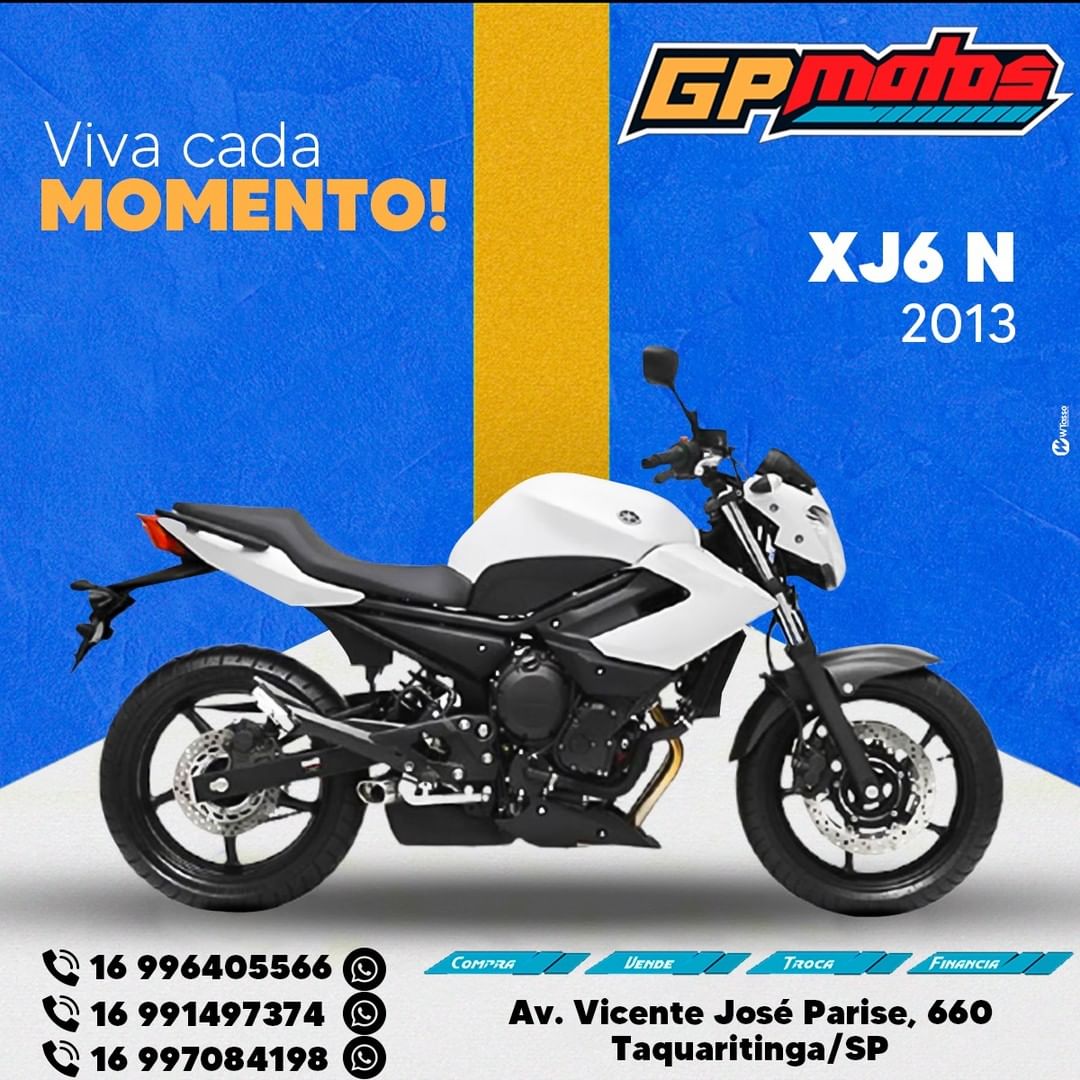 GPmotos
Viva cada
MOMENTO!
XJ6 N
2013
WTasso
16 996405566
16 991497374
16 997084198
COMPRA
VENDE
TROCA
FINANCIA
Av. Vicente José Parise, 660
Taquaritinga/SP